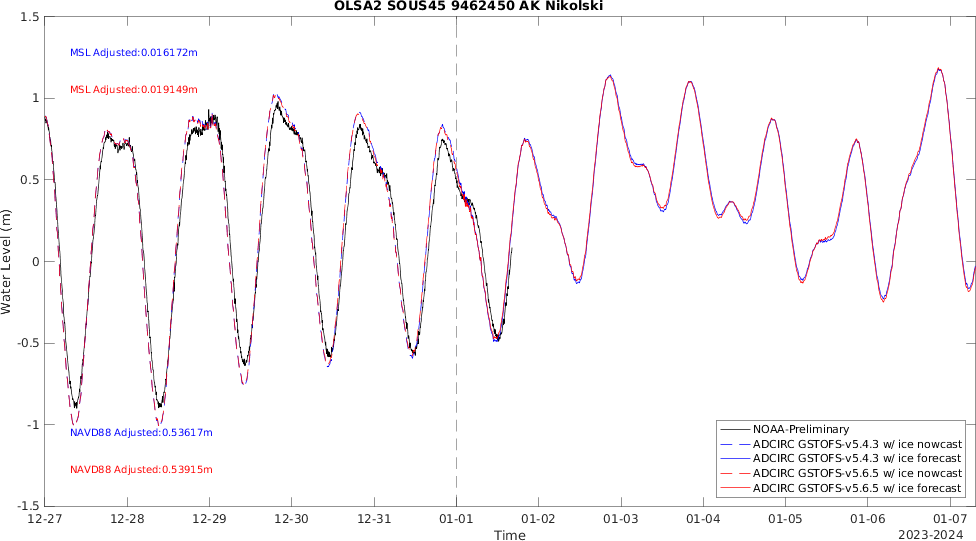 OLSA2 SOUS45 9462450 AK Nikolski
1.5
1
0.5
0
-0.5
-1
-1.5
Water Level (m)
MSL Adjusted:0.016172m
MSL Adjusted:0.019149m
NAVD88 Adjusted:0.53617m
NAVD88 Adjusted:0.53915m
NOAA-Preliminary
ADCIRC GSTOFS-v5.4.3 w/ ice nowcast
ADCIRC GSTOFS-v5.4.3 w/ ice forecast
ADCIRC GSTOFS-v5.6.5 w/ ice nowcast
ADCIRC GSTOFS-v5.6.5 w/ ice forecast
12-27 12-28 12-29 12-30 12-31 01-01 01-02 01-03 01-04 01-05 01-06 01-07
Time
2023-2024